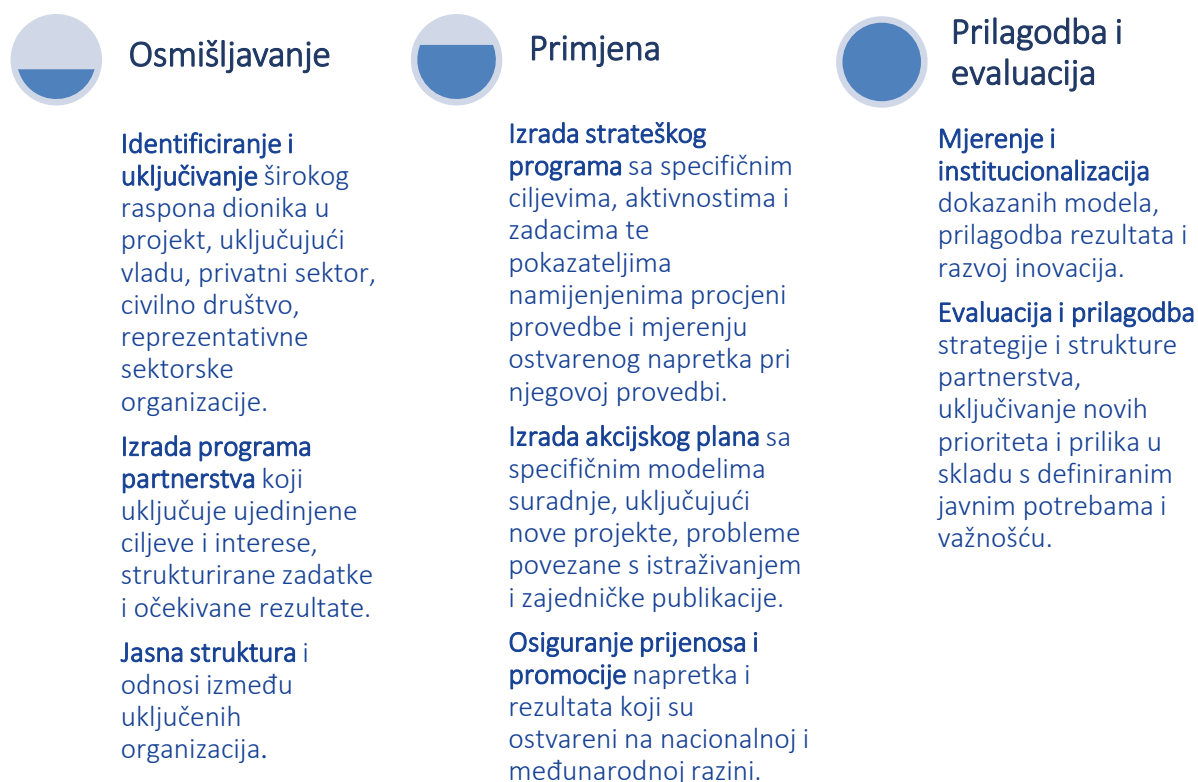 Osmišljavanje
Identificiranje i
uključivanje širokog
raspona dionika u
projekt, uključujući
vladu, privatni sektor,
civilno društvo,
reprezentativne
sektorske
organizacije.
Izrada programa
partnerstva koji
uključuje ujedinjene
ciljeve i interese,
strukturirane zadatke
i očekivane rezultate.
Jasna struktura i
odnosi između
uključenih
organizacija.
Primjena
Izrada strateškog
programa sa specifičnim
ciljevima, aktivnostima i
zadacima te
pokazateljima
namijenjenima procjeni
provedbe i mjerenju
ostvarenog napretka pri
njegovoj provedbi.
Izrada akcijskog plana sa
specifičnim modelima
suradnje, uključujući
nove projekte, probleme
povezane s istraživanjem
i zajedničke publikacije.
Osiguranje prijenosa i
promocije napretka i
rezultata koji su
ostvareni na nacionalnoj i
međunarodnoj razini.
Prilagodba i
evaluacija
Mjerenje i
institucionalizacija
dokazanih modela,
prilagodba rezultata i
razvoj inovacija.
Evaluacija i prilagodba
strategije i strukture
partnerstva,
uključivanje novih
prioriteta i prilika u
skladu s definiranim
javnim potrebama i
važnošću.